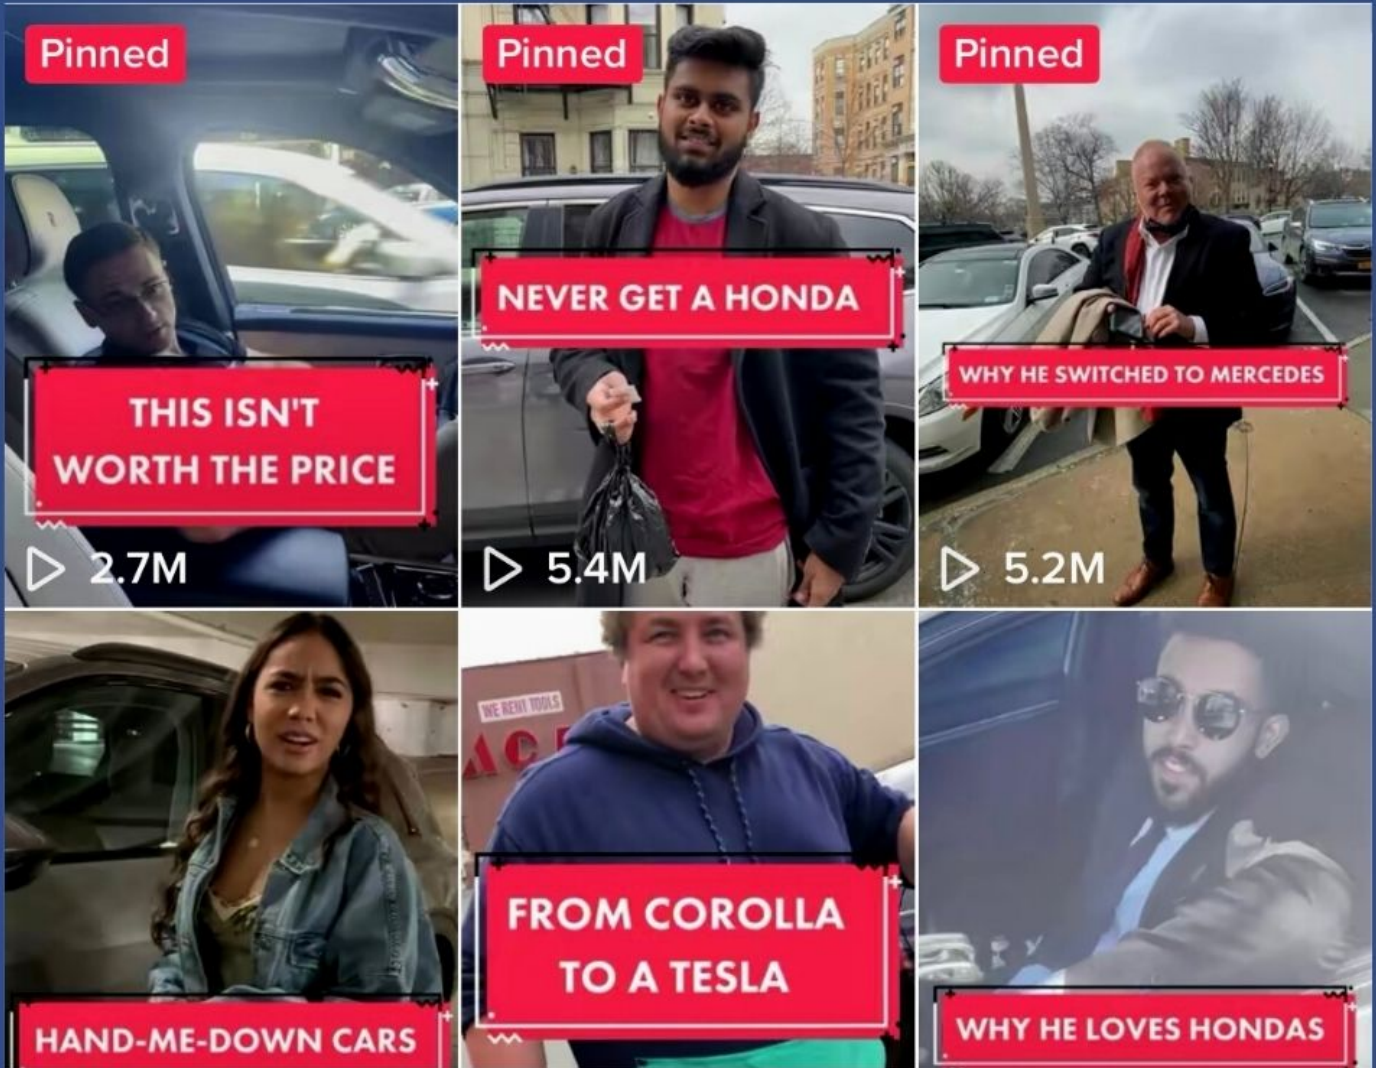 Pinned
THIS ISN'T
WORTH THE PRICE
2.7M
Pinned
NEVER GET A HONDA
5.4M
Pinned
WHY HE SWITCHED TO MERCEDES
5.2M
HAND-ME-DOWN CARS
WE RENT TOOLS
AC
FROM COROLLA
TO A TESLA
WHY HE LOVES HONDAS